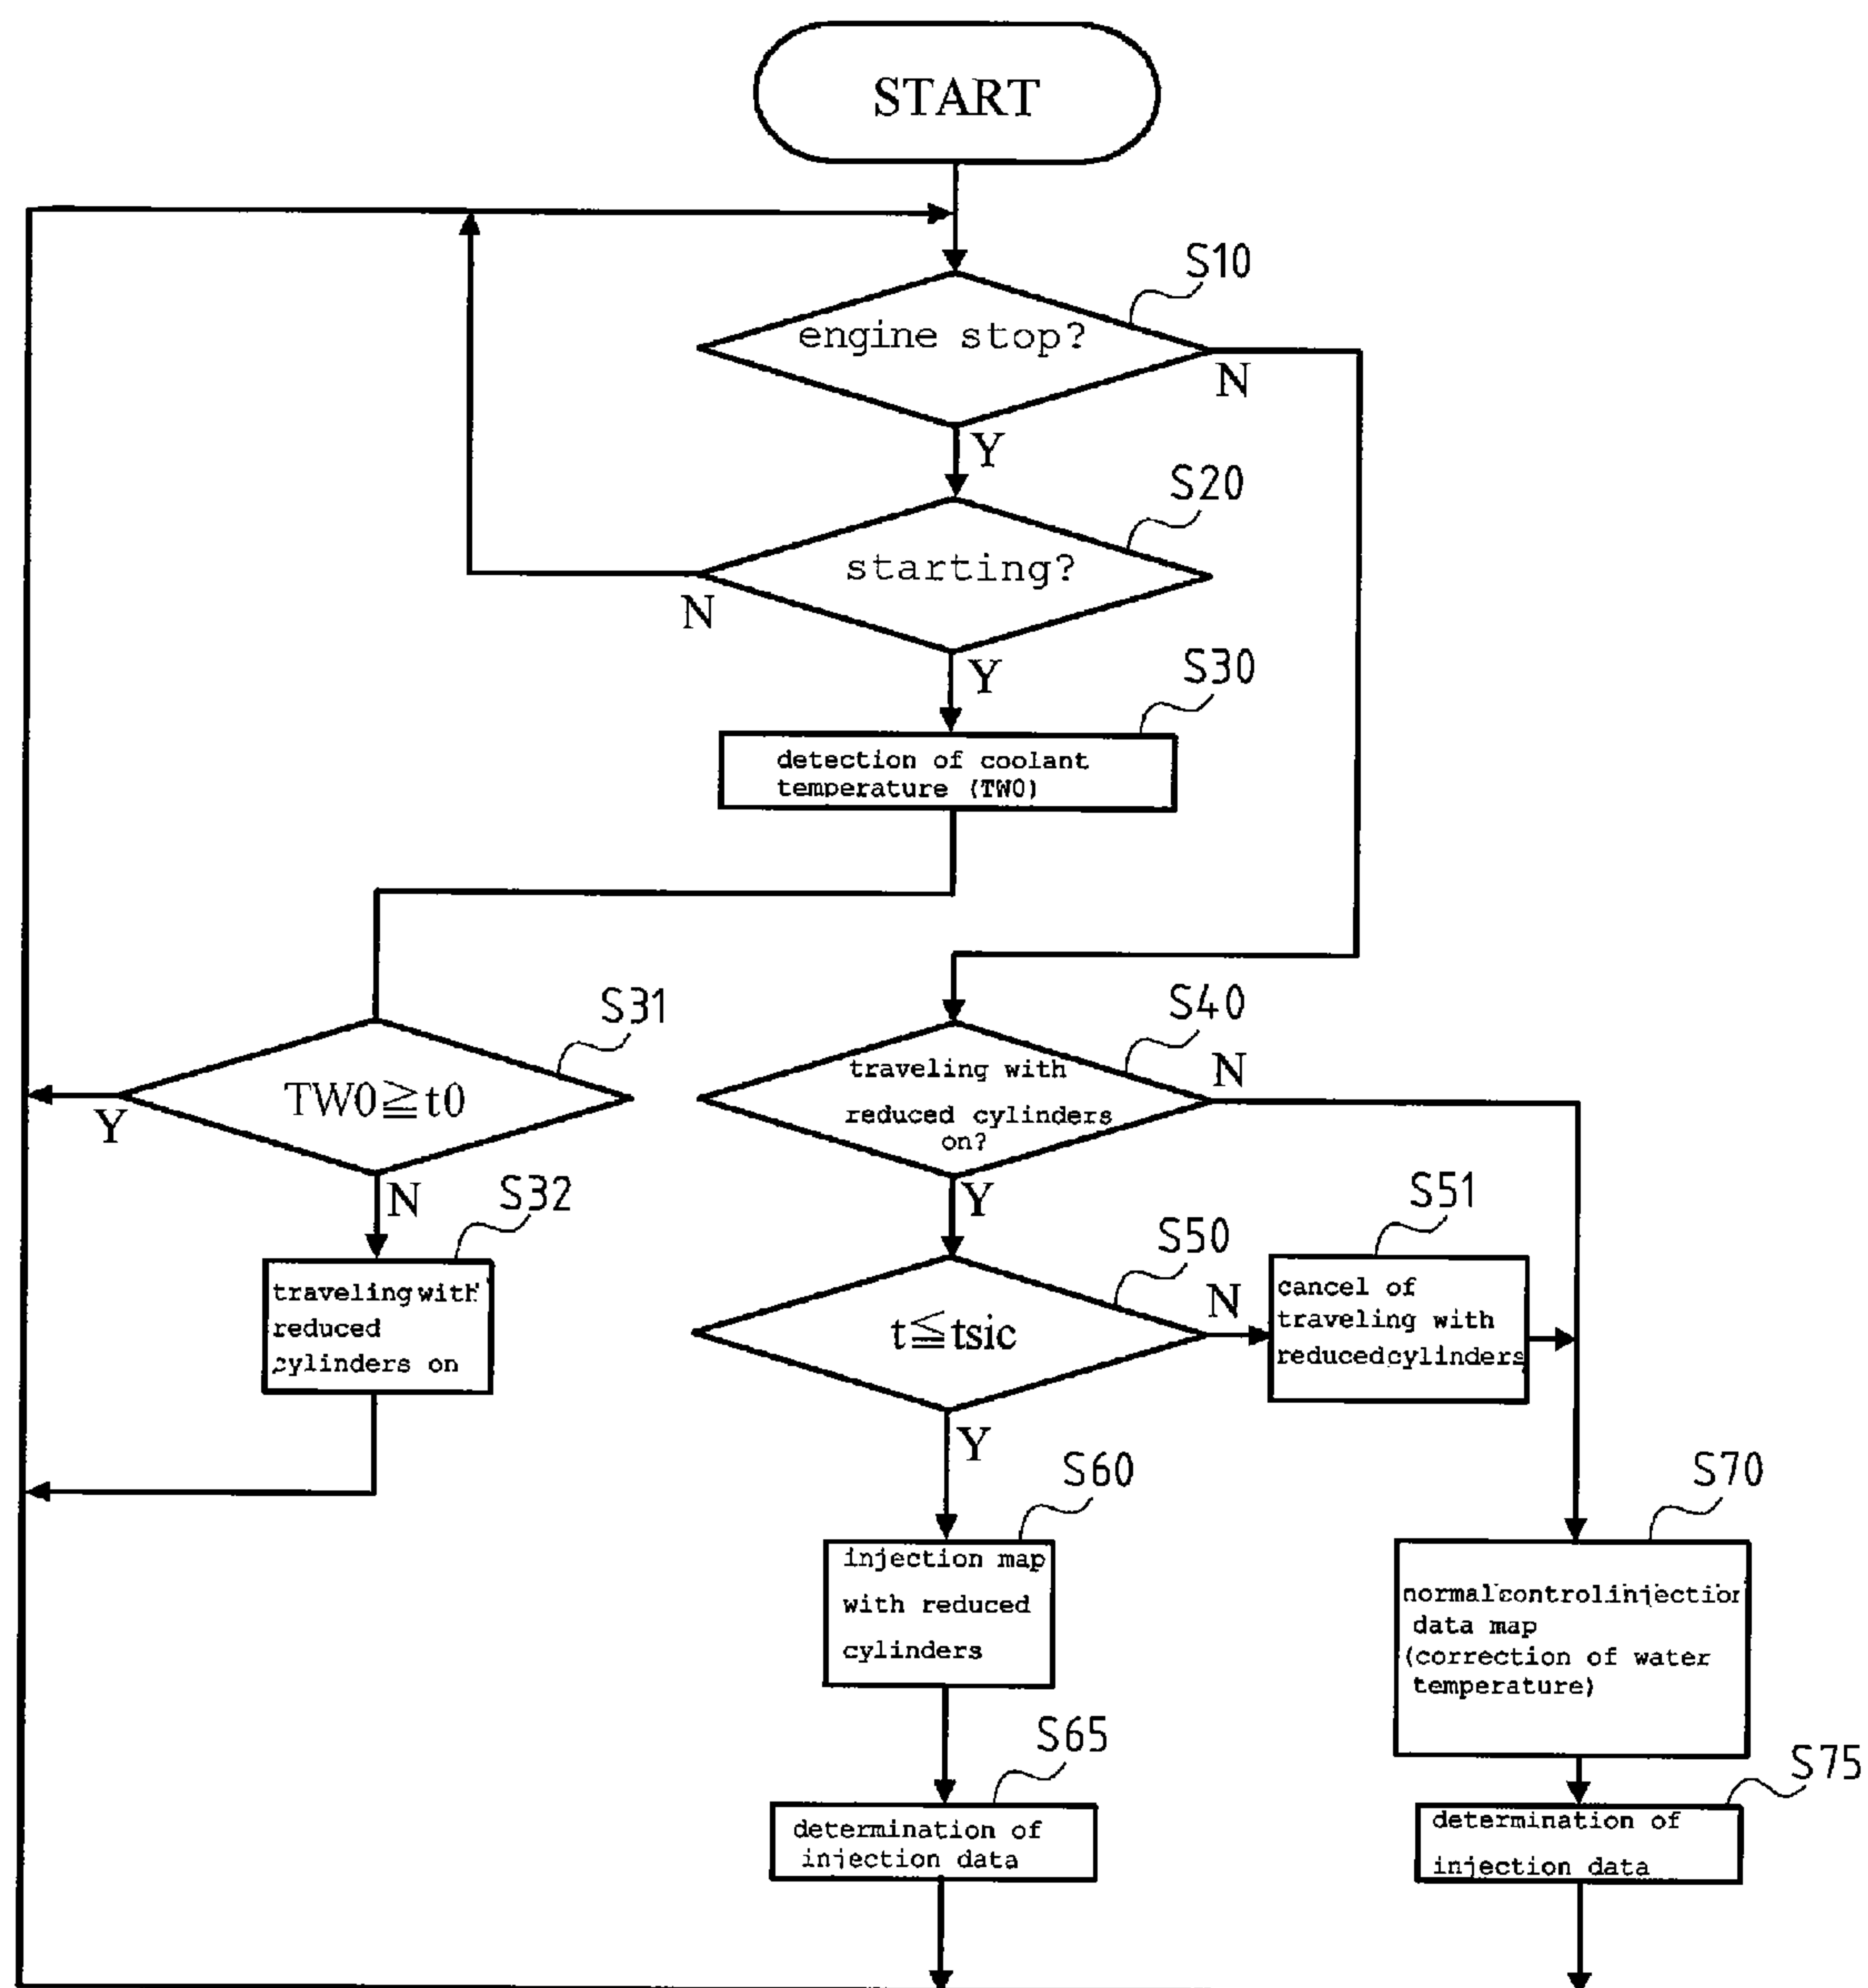 START
S10
engine stop?
N
Y
S20
starting?
N
Y
S30
detection of coolant
temperature (TW0)
S31
TW0≧t0
Y
N
S32
traveling with
reduced
cylinders on
S40
traveling with
reduced cylinders
on?
N
Y
S50
t≦tsic
N
Y
S51
cancel of
traveling with
reduced cylinders
S60
injection map
with reduced
cylinders
S65
determination of
injection data
S70
normal control injection
data map
(correction of water
temperature)
S75
determination of
injection data